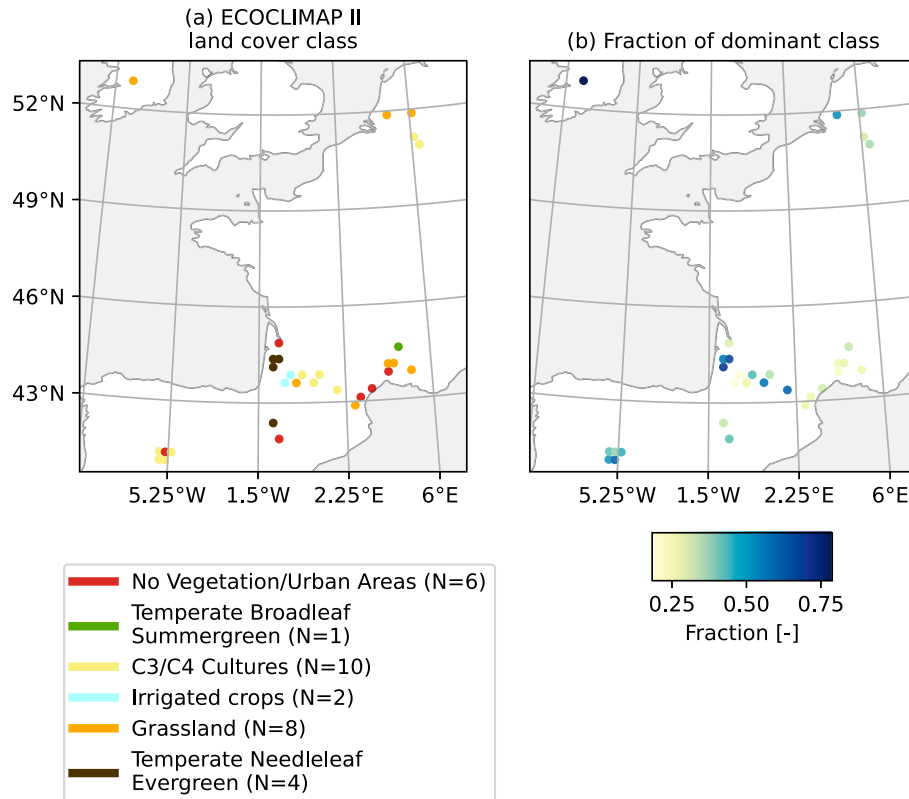 (a) ECOCLIMAP II
land cover class
(b) Fraction of dominant class
52°N
49°N
46°N
43°N
5.25°W
1.5°W
2.25°E
6°E
5.25°W
1.5°W
2.25°E
6°E
0.25
0.50
0.75
Fraction [-]
No Vegetation/Urban Areas (N=6)
Temperate Broadleaf
Summergreen (N=1)
C3/C4 Cultures (N=10)
Irrigated crops (N=2)
Grassland (N=8)
Temperate Needleleaf
Evergreen (N=4)